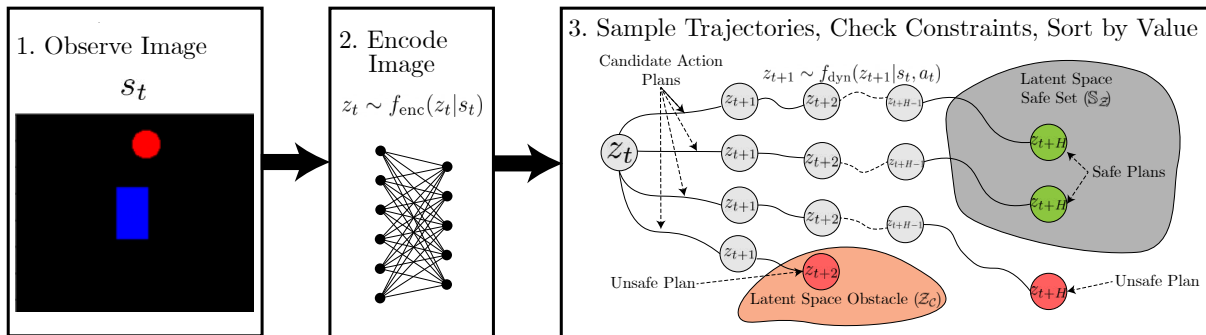 1. Observe Image
s_t
2. Encode
Image
z_t ∼ f_enc(z_t|s_t)
3. Sample Trajectories, Check Constraints, Sort by Value
Candidate Action
Plans
z_{t+1} ∼ f_dyn(z_{t+1}|s_t, a_t)
Latent Space
Safe Set (𝕊_𝒵)
z_t
z_{t+1} z_{t+2} z_{t+H−1} z_{t+H}
z_{t+1} z_{t+2} z_{t+H−1} z_{t+H}
Safe Plans
z_{t+1} z_{t+2} z_{t+H−1} z_{t+H}
z_{t+1} z_{t+2}
Unsafe Plan
Unsafe Plan
Latent Space Obstacle (𝒵_𝒞)